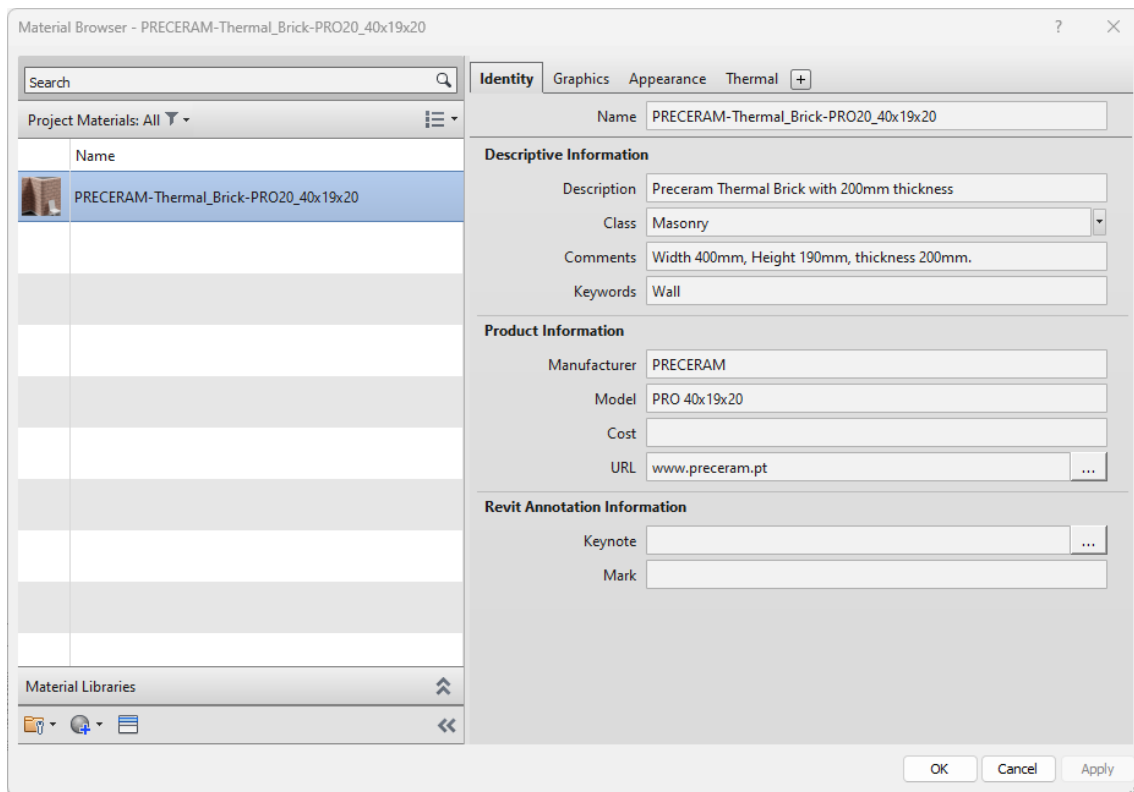 Material Browser - PRECERAM-Thermal_Brick-PRO20_40x19x20
?
Search
Project Materials: All
Name
PRECERAM-Thermal_Brick-PRO20_40x19x20
Material Libraries
Identity Graphics Appearance Thermal +
Name PRECERAM-Thermal_Brick-PRO20_40x19x20
Descriptive Information
Description Preceram Thermal Brick with 200mm thickness
Class Masonry
Comments Width 400mm, Height 190mm, thickness 200mm.
Keywords Wall
Product Information
Manufacturer PRECERAM
Model PRO 40x19x20
Cost
URL www.preceram.pt ...
Revit Annotation Information
Keynote ...
Mark
OK Cancel Apply